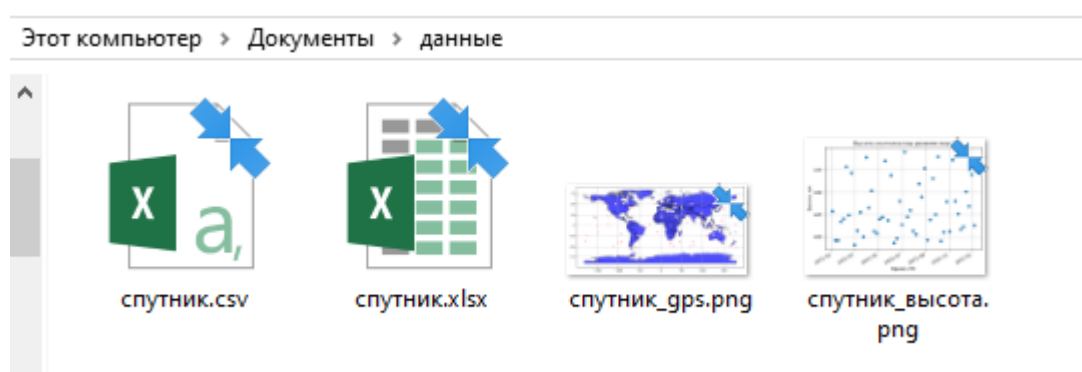 Этот компьютер > Документы > данные
X
a,
X
спутник.csv
спутник.xlsx
спутник_gps.png
спутник_высота.
png